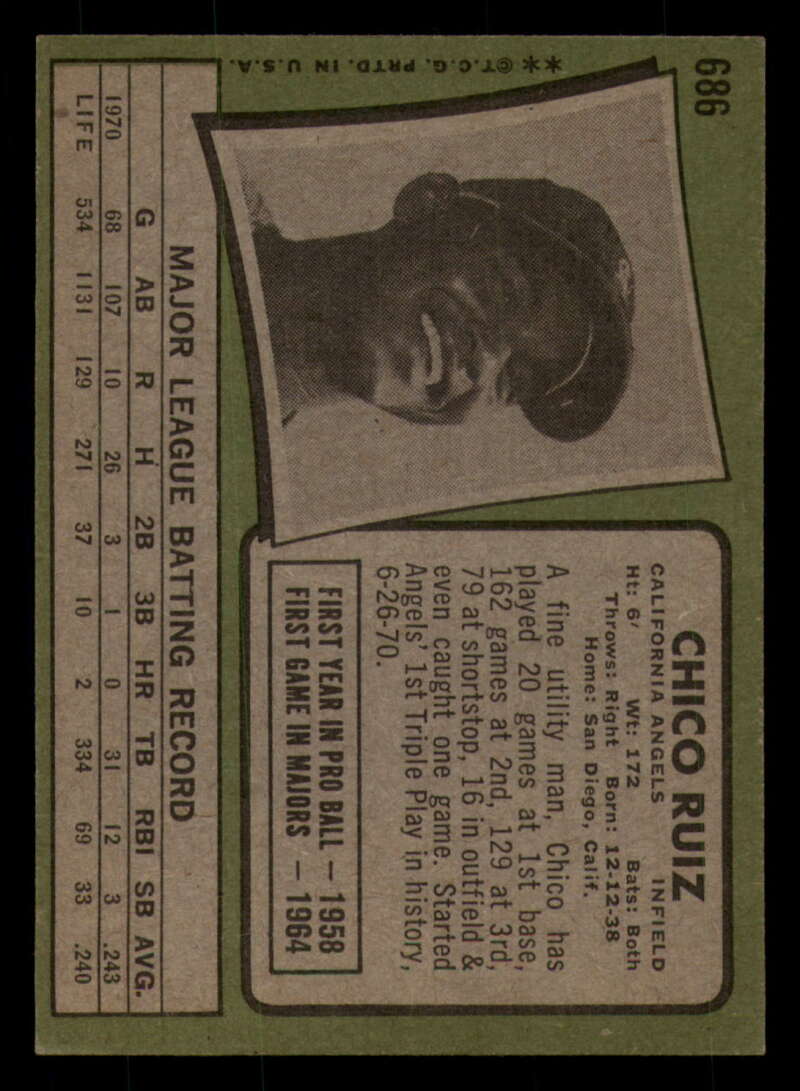 686
** @T.C.G. PRTD. IN U.S.A.
CHICO RUIZ
CALIFORNIA ANGELS INFIELD
Ht: 6' Wt: 172 Bats: Both
Throws: Right Born: 12-12-38
Home: San Diego, Calif.
A fine utility man, Chico has
played 20 games at 1st base,
162 games at 2nd, 129 at 3rd,
79 at shortstop, 16 in outfield &
even caught one game. Started
Angels' 1st Triple Play in history,
6-26-70.
FIRST YEAR IN PRO BALL — 1958
FIRST GAME IN MAJORS — 1964
MAJOR LEAGUE BATTING RECORD
G AB R H 2B 3B HR TB RBI SB AVG.
1970 68 107 10 26 3 1 0 31 12 3 .243
LIFE 534 1131 129 271 37 10 2 334 69 33 .240